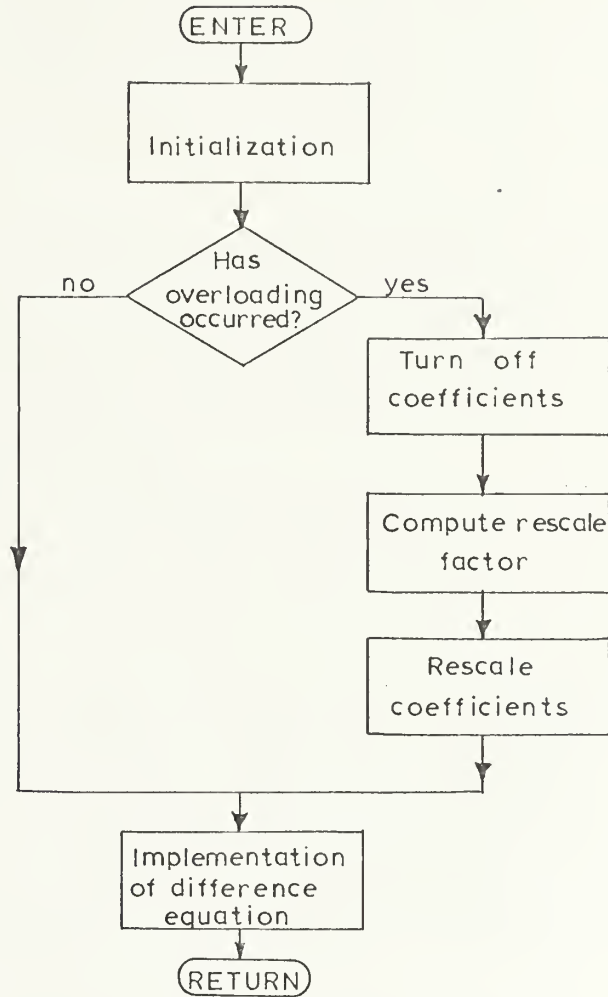 ENTER
Initialization
Has
overloading
occurred?
no
yes
Turn off
coefficients
Compute rescale
factor
Rescale
coefficients
Implementation
of difference
equation
RETURN